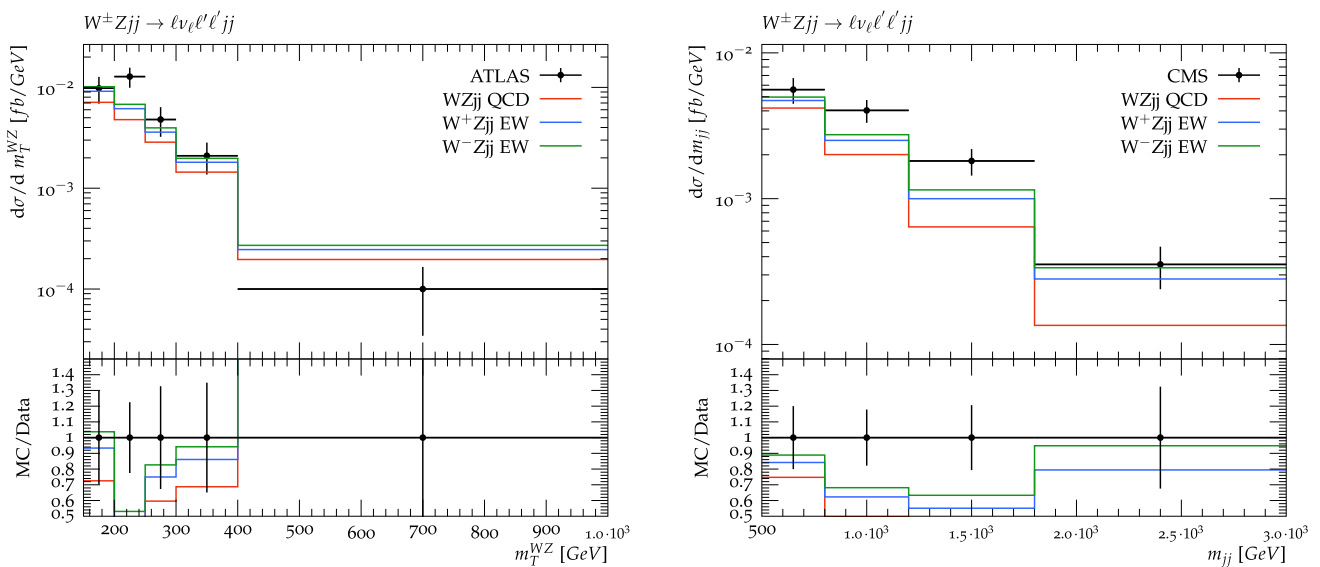 W±Zjj → ℓνℓℓ′ℓ′jj
dσ/d m_T^WZ [fb/GeV]
10⁻²
10⁻³
10⁻⁴
ATLAS
WZjj QCD
W⁺Zjj EW
W⁻Zjj EW
MC/Data
1.4
1.3
1.2
1.1
1
0.9
0.8
0.7
0.6
0.5
200 300 400 500 600 700 800 900 1.0·10³
m_T^WZ [GeV]
W±Zjj → ℓνℓℓ′ℓ′jj
dσ/dm_jj [fb/GeV]
10⁻²
10⁻³
10⁻⁴
CMS
WZjj QCD
W⁺Zjj EW
W⁻Zjj EW
MC/Data
1.4
1.3
1.2
1.1
1
0.9
0.8
0.7
0.6
0.5
500 1.0·10³ 1.5·10³ 2.0·10³ 2.5·10³ 3.0·10³
m_jj [GeV]